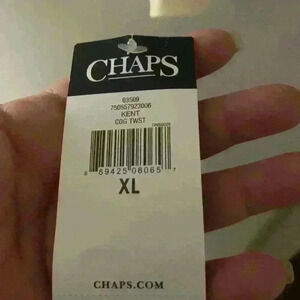 CHAPS
03509
750557923006
KENT
COG TWST
8 89425 06065 7
XL
CHAPS.COM